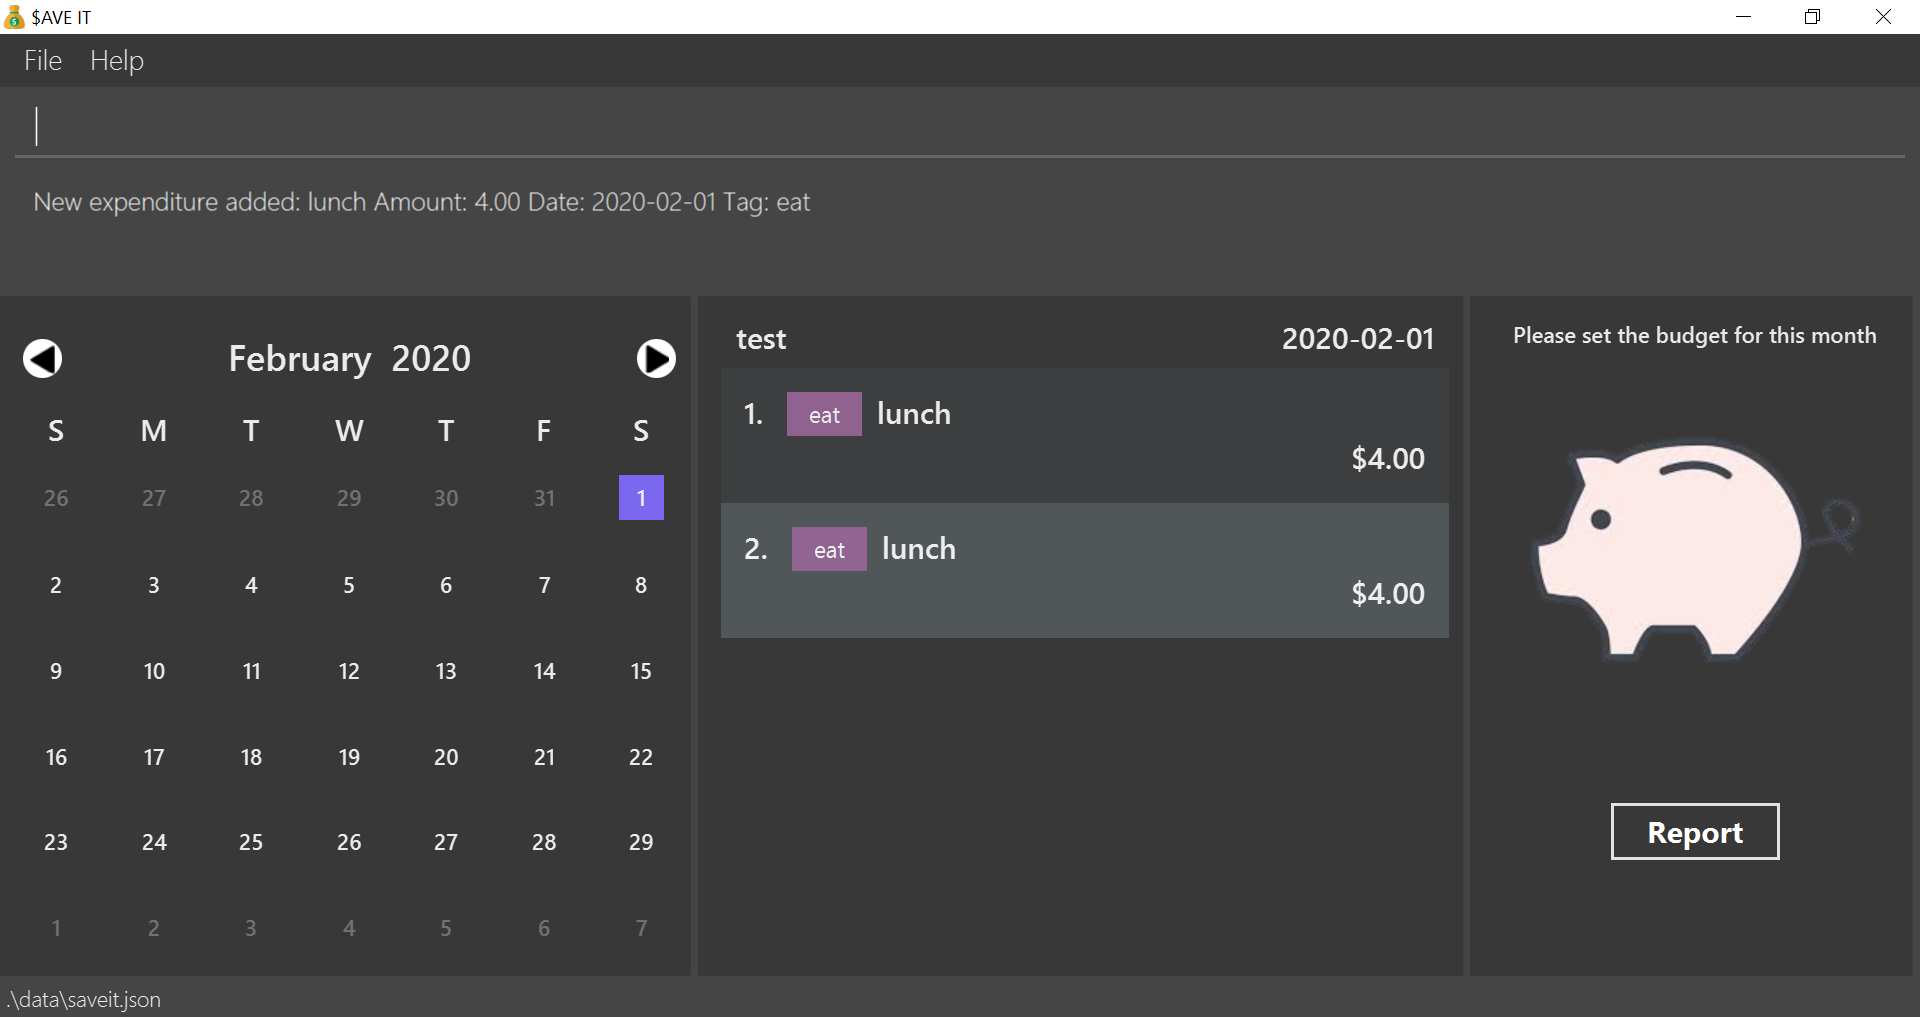 $AVE IT
File Help
New expenditure added: lunch Amount: 4.00 Date: 2020-02-01 Tag: eat
February 2020
S M T W T F S
26 27 28 29 30 31 1
2 3 4 5 6 7 8
9 10 11 12 13 14 15
16 17 18 19 20 21 22
23 24 25 26 27 28 29
1 2 3 4 5 6 7
test 2020-02-01
1. eat lunch
$4.00
2. eat lunch
$4.00
Please set the budget for this month
Report
.\data\saveit.json